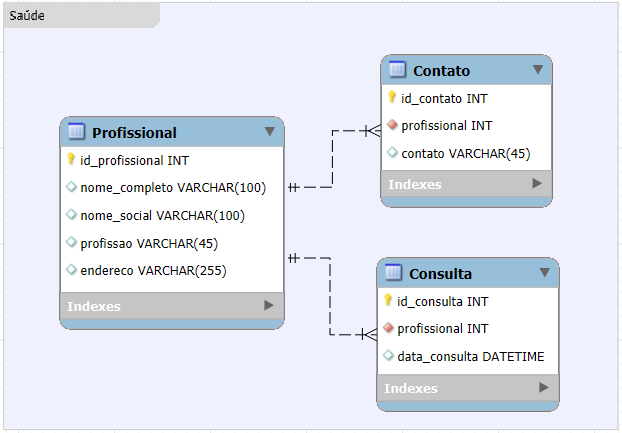 Saúde
Profissional
id_profissional INT
nome_completo VARCHAR(100)
nome_social VARCHAR(100)
profissao VARCHAR(45)
endereco VARCHAR(255)
Indexes
Contato
id_contato INT
profissional INT
contato VARCHAR(45)
Indexes
Consulta
id_consulta INT
profissional INT
data_consulta DATETIME
Indexes